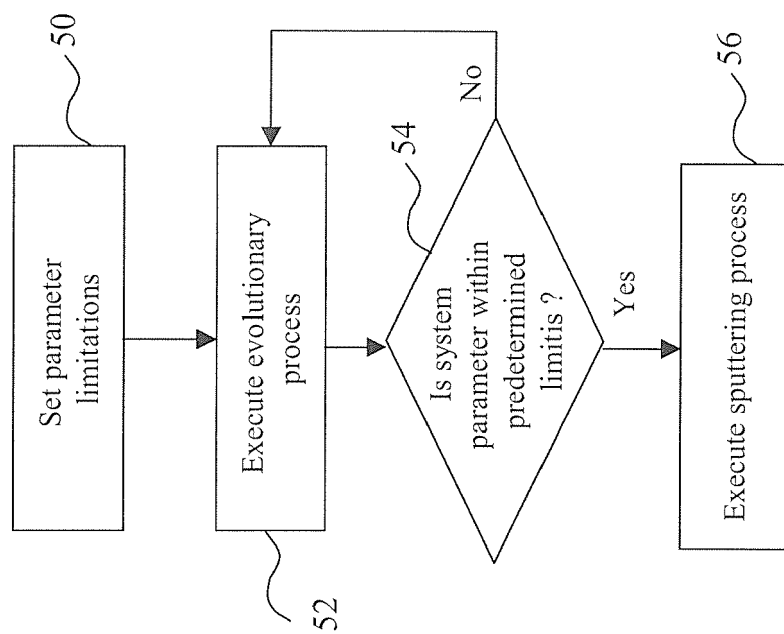 50
Set parameter
limitations
52
Execute evolutionary
process
54
Is system
parameter within
predetermined
limitis ?
No
Yes
56
Execute sputtering process